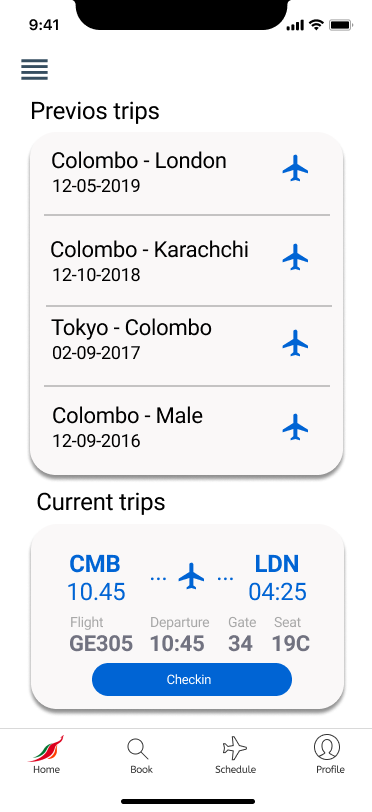 9:41
Previos trips
Colombo - London
12-05-2019
Colombo - Karachchi
12-10-2018
Tokyo - Colombo
02-09-2017
Colombo - Male
12-09-2016
Current trips
CMB ... ... LDN
10.45 04:25
Flight Departure Gate Seat
GE305 10:45 34 19C
Checkin
Home Book Schedule Profile